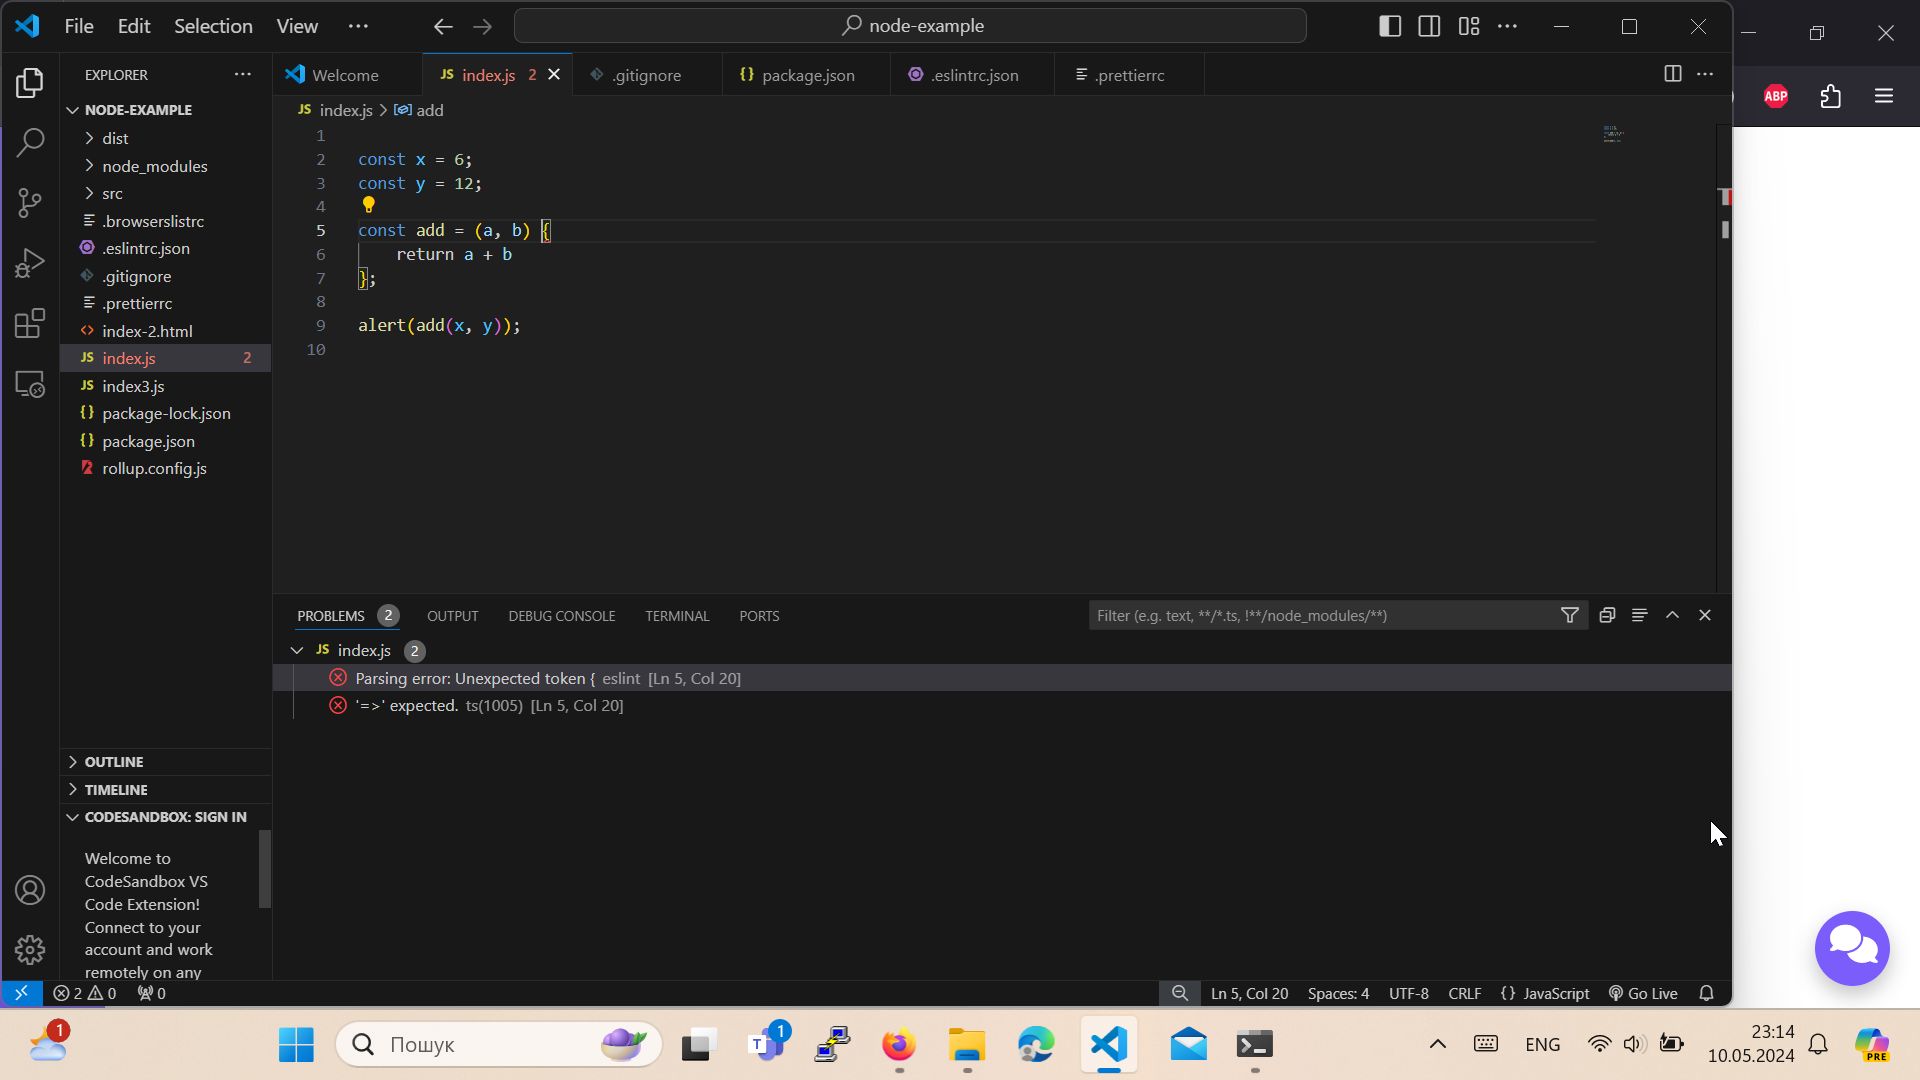 File Edit Selection View ···
node-example
EXPLORER ···
NODE-EXAMPLE
dist
node_modules
src
.browserslistrc
.eslintrc.json
.gitignore
.prettierrc
index-2.html
JS index.js 2
JS index3.js
{} package-lock.json
{} package.json
rollup.config.js
OUTLINE
TIMELINE
CODESANDBOX: SIGN IN
Welcome to
CodeSandbox VS
Code Extension!
Connect to your
account and work
remotely on any
Welcome JS index.js 2 .gitignore {} package.json .eslintrc.json .prettierrc
JS index.js > add
1
2 const x = 6;
3 const y = 12;
4
5 const add = (a, b) {
6 return a + b
7 };
8
9 alert(add(x, y));
10
PROBLEMS 2 OUTPUT DEBUG CONSOLE TERMINAL PORTS
Filter (e.g. text, **/*.ts, !**/node_modules/**)
JS index.js 2
Parsing error: Unexpected token { eslint [Ln 5, Col 20]
'=>' expected. ts(1005) [Ln 5, Col 20]
2 0 0
Ln 5, Col 20 Spaces: 4 UTF-8 CRLF {} JavaScript Go Live
ABP
1
Пошук
T 1
ENG
23:14
10.05.2024
PRE